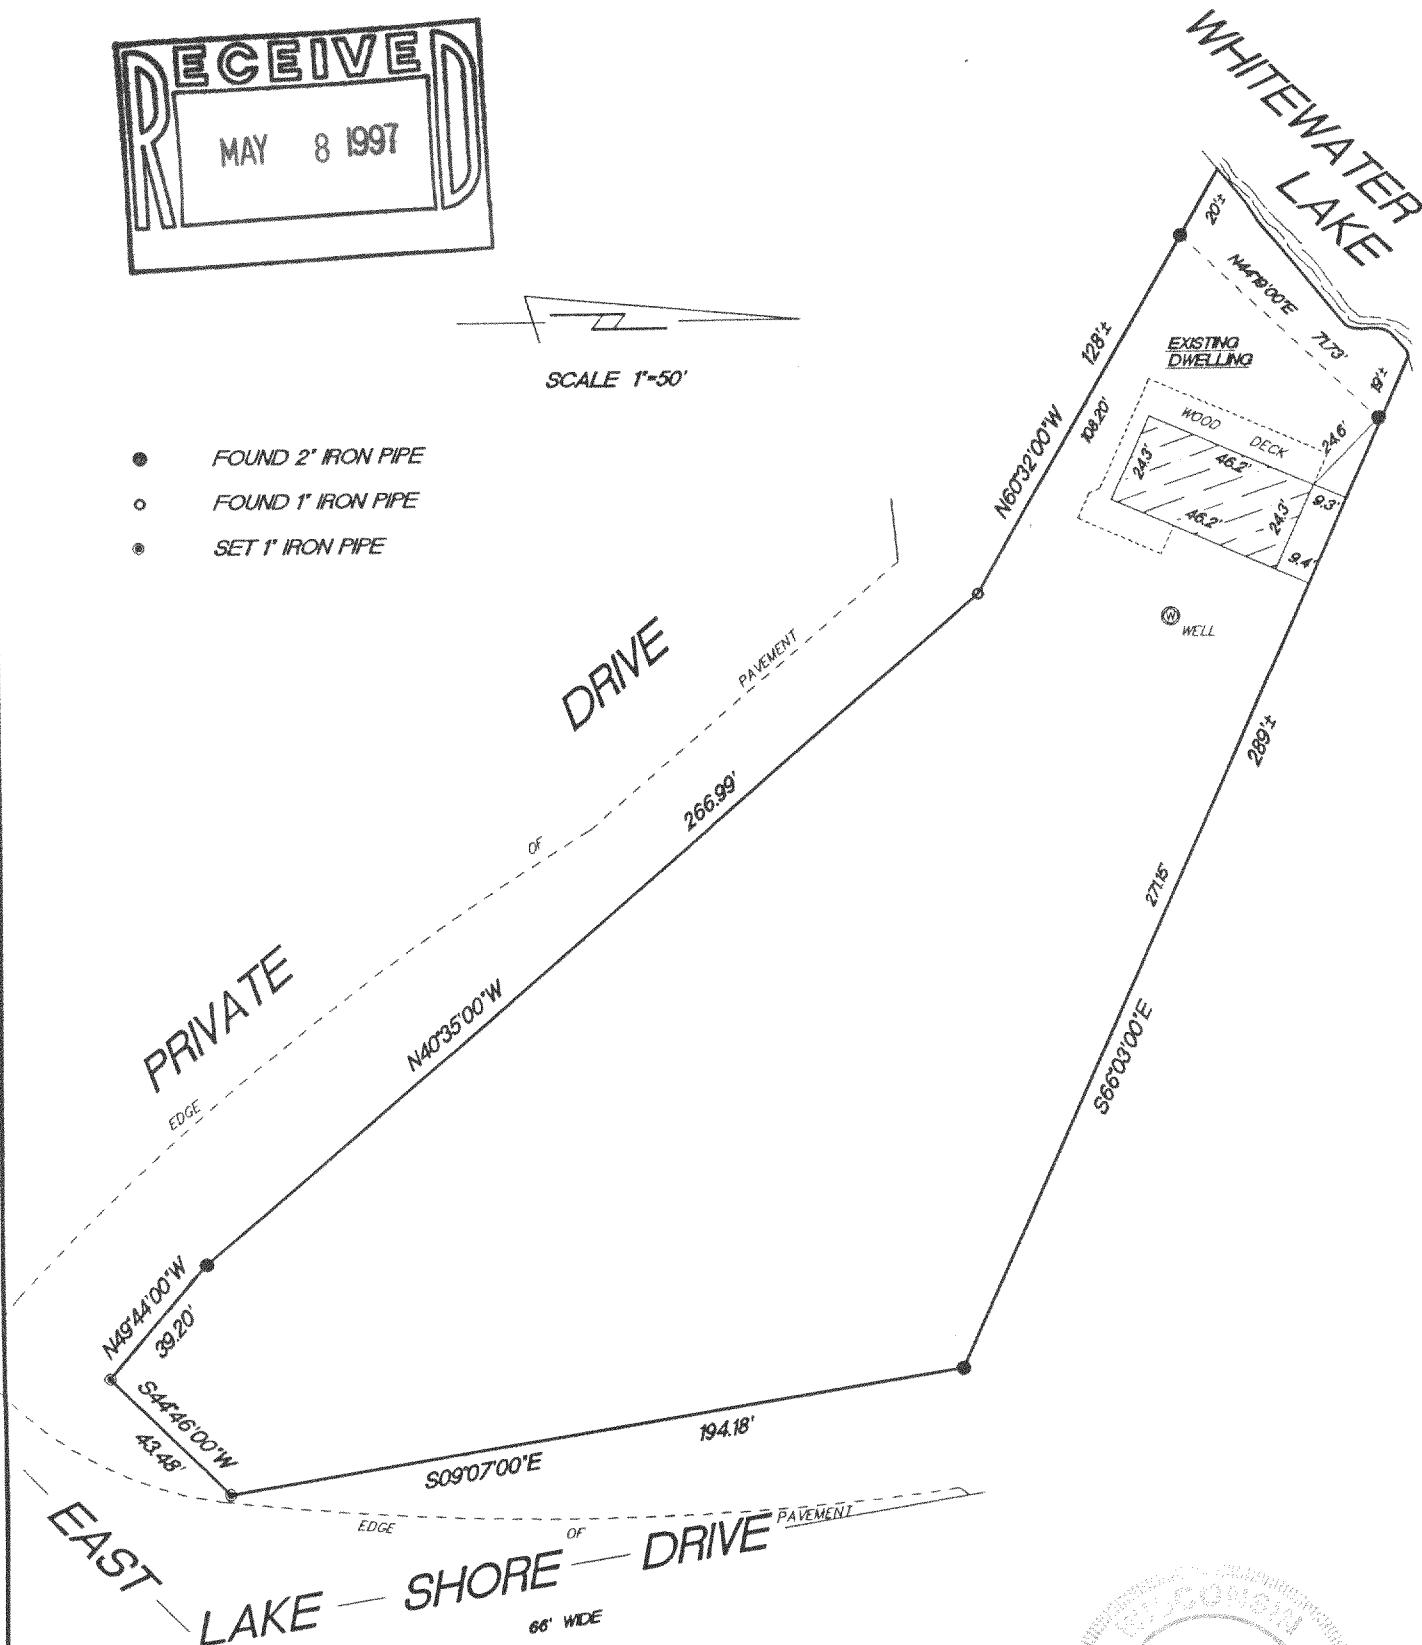 RECEIVED
MAY 8 1997
WHITEWATER
LAKE
SCALE 1"=50'
FOUND 2" IRON PIPE
FOUND 1" IRON PIPE
SET 1" IRON PIPE
20'±
N44°19'00"E 71.73'
19'±
128'±
108.20'
N60°32'00"W
EXISTING
DWELLING
WOOD DECK
24.6'
24.3'
46.2'
46.2'
24.3'
9.3'
9.4'
W
WELL
289'±
271.15'
S66°03'00"E
PRIVATE DRIVE
EDGE OF PAVEMENT
266.99'
N40°35'00"W
N49°44'00"W
39.20'
S44°46'00"W
43.48'
S09°07'00"E
194.18'
EDGE OF PAVEMENT
EAST LAKE SHORE DRIVE
66' WIDE
WISCONSIN